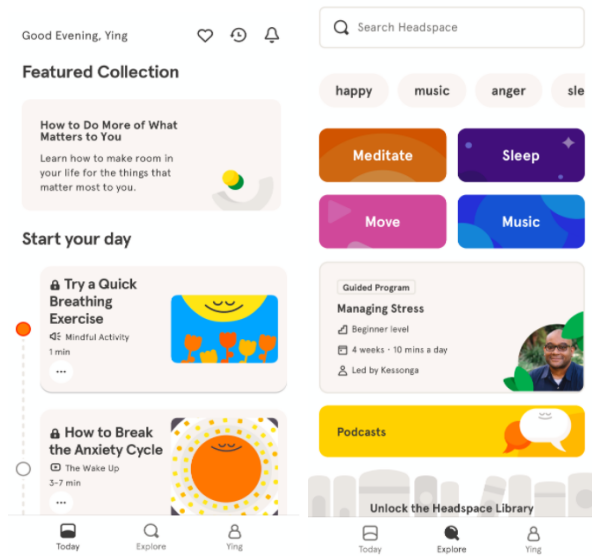 Good Evening, Ying
Featured Collection
How to Do More of What
Matters to You
Learn how to make room in
your life for the things that
matter most to you.
Start your day
Try a Quick
Breathing
Exercise
Mindful Activity
1 min
How to Break
the Anxiety Cycle
The Wake Up
3-7 min
Today
Explore
Ying
Search Headspace
happy
music
anger
sle
Meditate
Sleep
Move
Music
Guided Program
Managing Stress
Beginner level
4 weeks · 10 mins a day
Led by Kessonga
Podcasts
Unlock the Headspace Library
Today
Explore
Ying